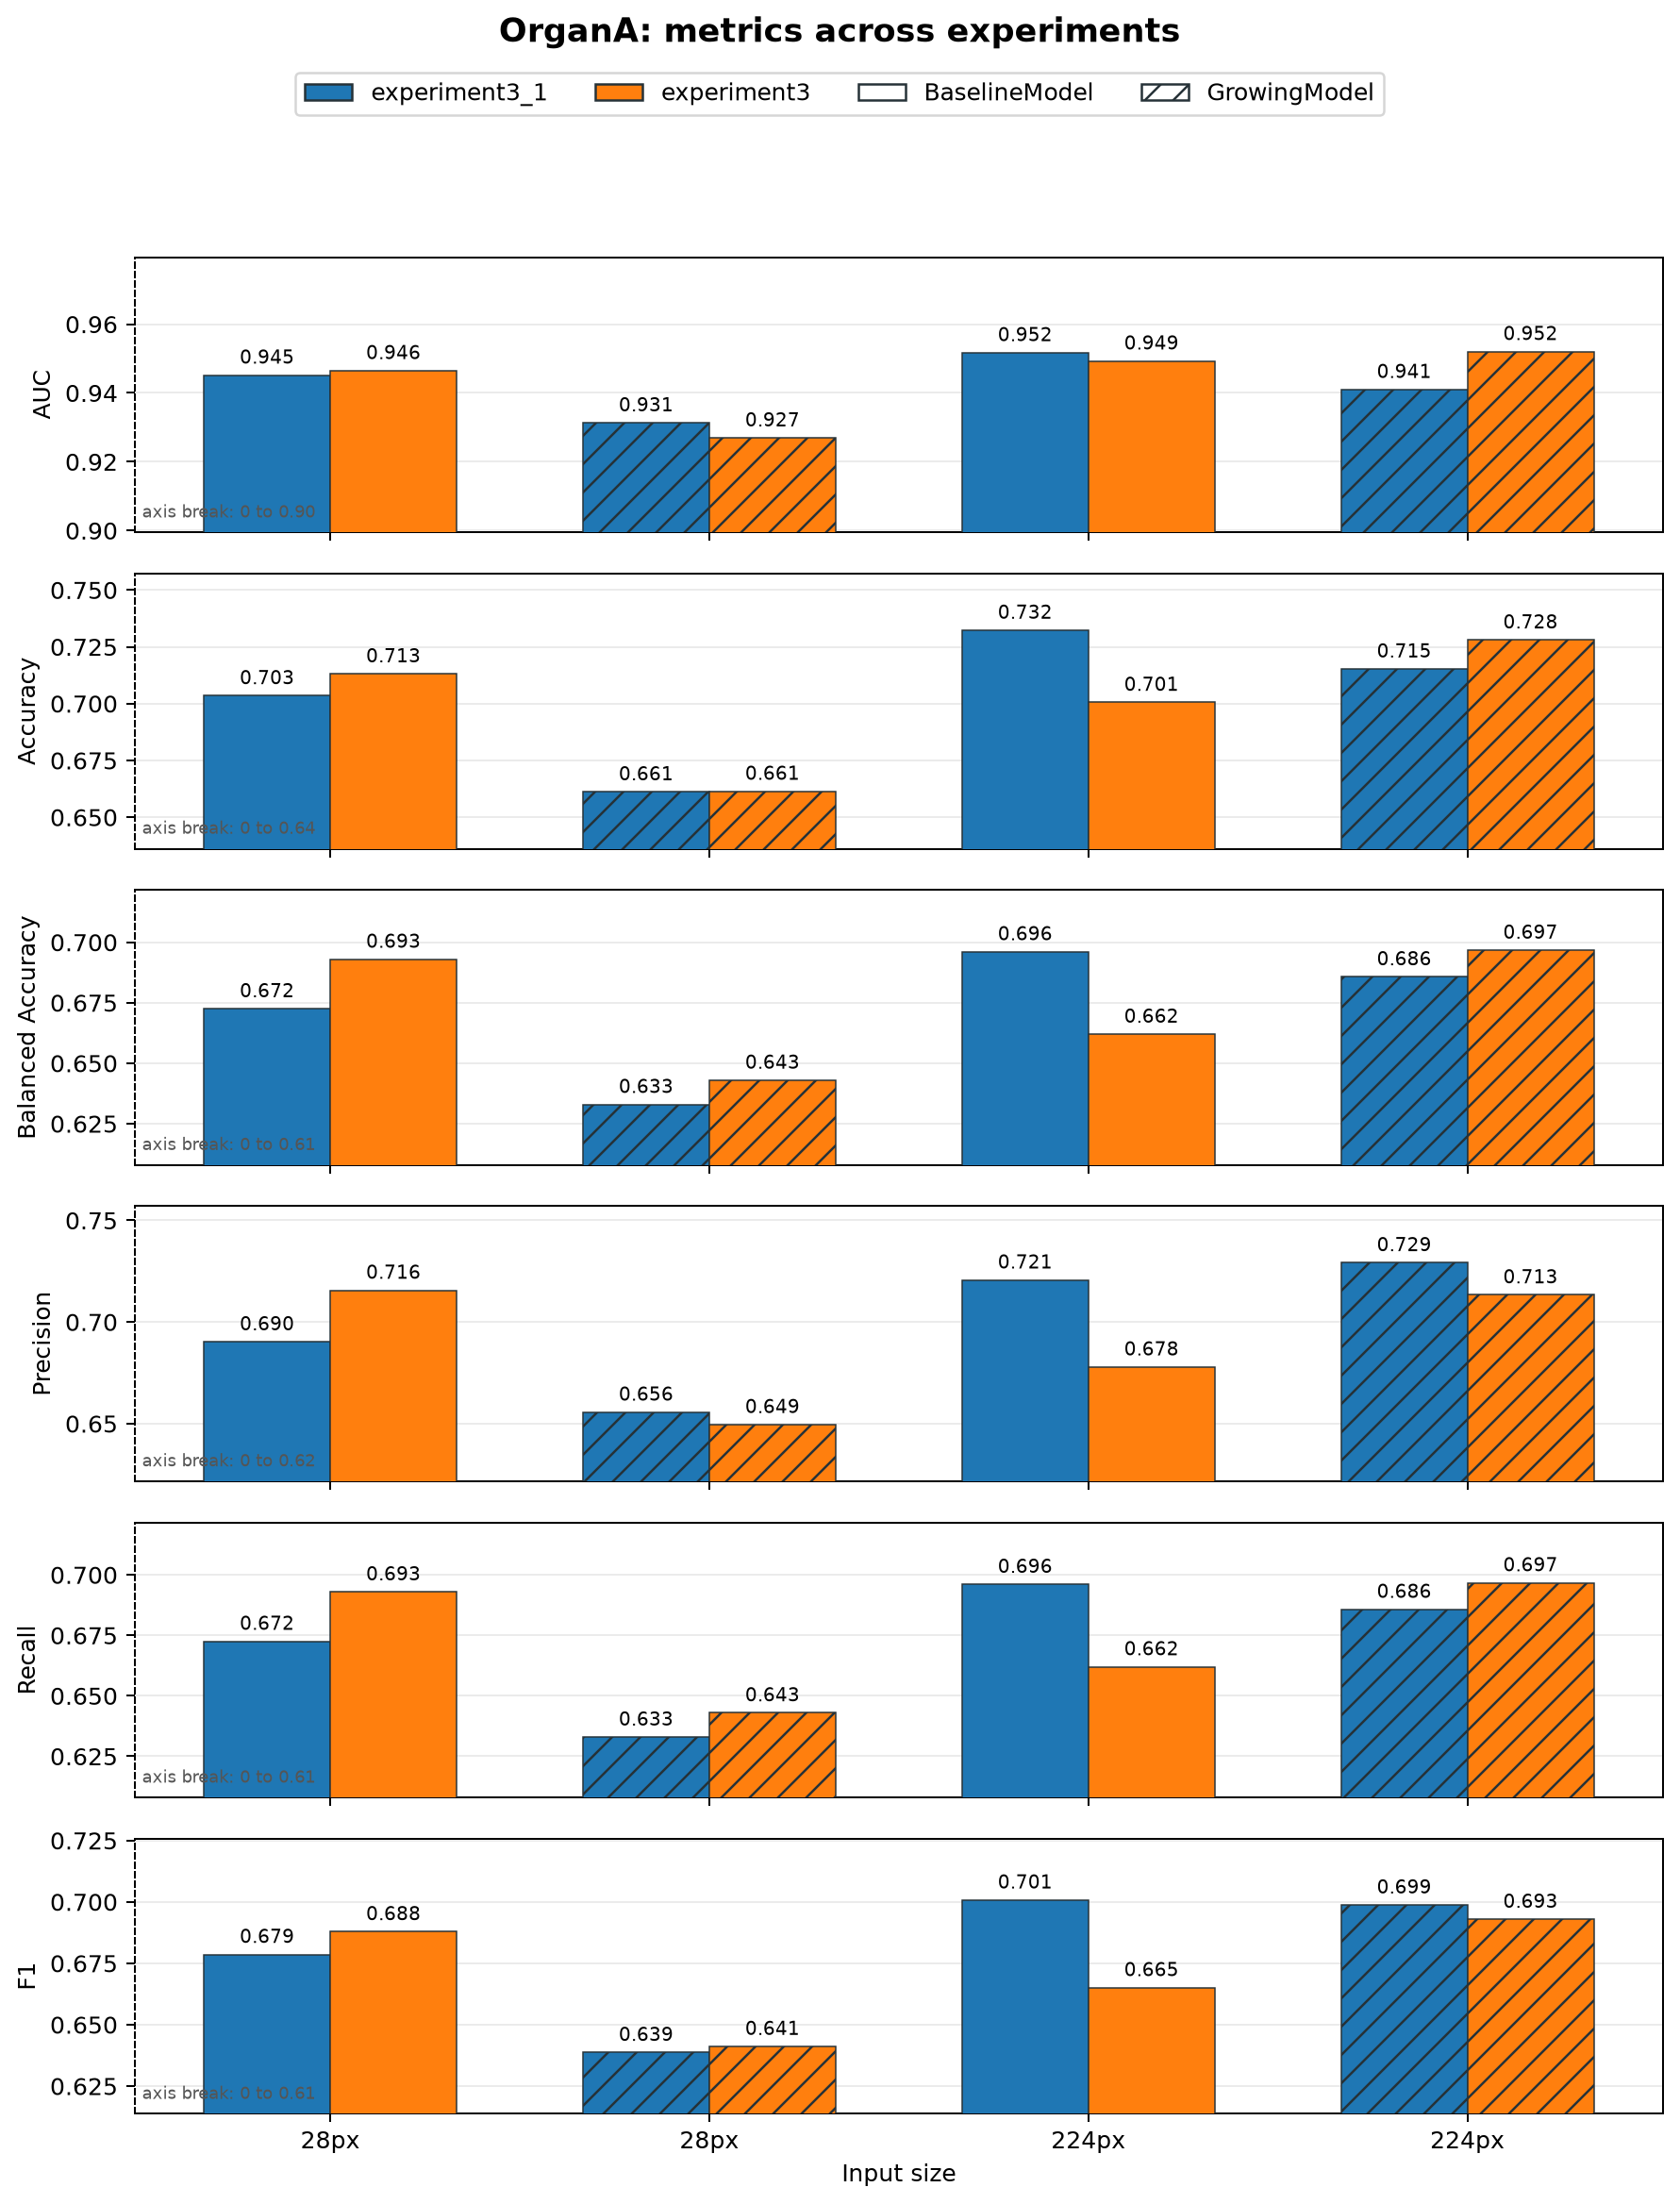 OrganA: metrics across experiments
experiment3_1 experiment3 BaselineModel GrowingModel
AUC
0.96
0.94
0.92
0.90
0.945 0.946 0.931 0.927 0.952 0.949 0.941 0.952
axis break: 0 to 0.90
Accuracy
0.750
0.725
0.700
0.675
0.650
0.703 0.713 0.661 0.661 0.732 0.701 0.715 0.728
axis break: 0 to 0.64
Balanced Accuracy
0.700
0.675
0.650
0.625
0.672 0.693 0.633 0.643 0.696 0.662 0.686 0.697
axis break: 0 to 0.61
Precision
0.75
0.70
0.65
0.690 0.716 0.656 0.649 0.721 0.678 0.729 0.713
axis break: 0 to 0.62
Recall
0.700
0.675
0.650
0.625
0.672 0.693 0.633 0.643 0.696 0.662 0.686 0.697
axis break: 0 to 0.61
F1
0.725
0.700
0.675
0.650
0.625
0.679 0.688 0.639 0.641 0.701 0.665 0.699 0.693
axis break: 0 to 0.61
28px 28px 224px 224px
Input size